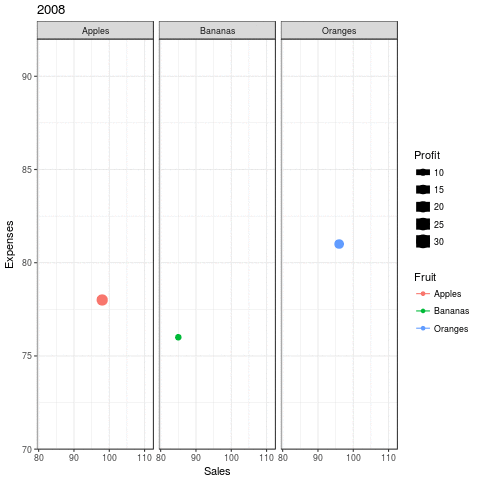 2008
Apples Bananas Oranges
90
85
80
75
70
80 90 100 110 80 90 100 110 80 90 100 110
Sales
Expenses
Profit
10
15
20
25
30
Fruit
Apples
Bananas
Oranges